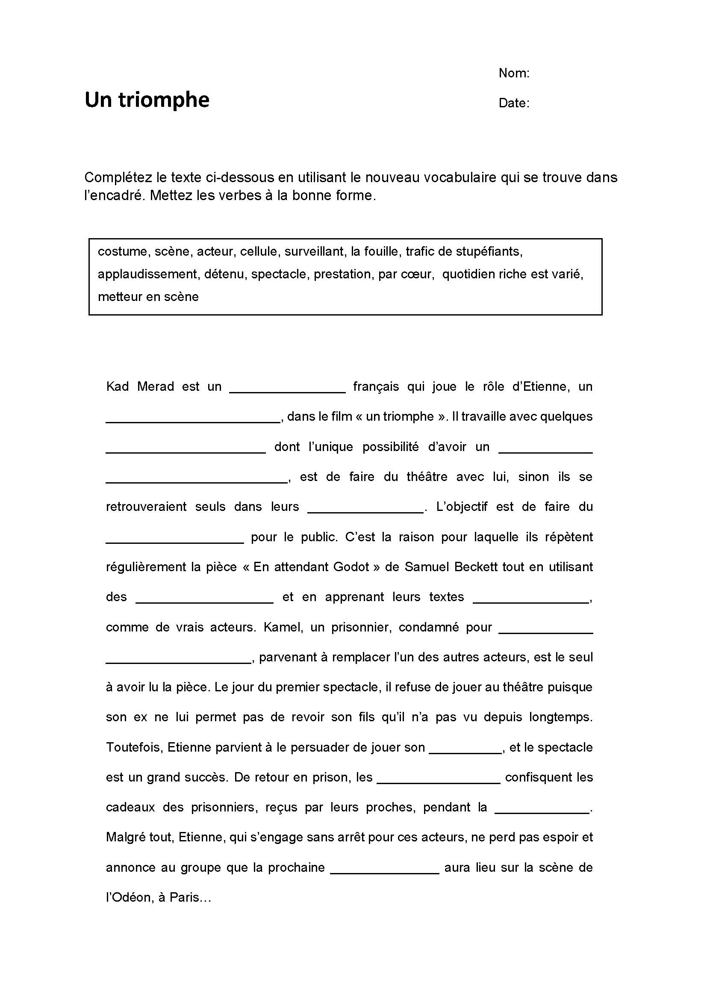 Nom:
Un triomphe
Date:
Complétez le texte ci-dessous en utilisant le nouveau vocabulaire qui se trouve dans
l’encadré. Mettez les verbes à la bonne forme.
costume, scène, acteur, cellule, surveillant, la fouille, trafic de stupéfiants,
applaudissement, détenu, spectacle, prestation, par cœur,  quotidien riche est varié,
metteur en scène
Kad Merad est un ________________ français qui joue le rôle d’Etienne, un
________________________, dans le film « un triomphe ». Il travaille avec quelques
______________________ dont l’unique possibilité d’avoir un _____________
_________________________, est de faire du théâtre avec lui, sinon ils se
retrouveraient seuls dans leurs ________________. L’objectif est de faire du
___________________ pour le public. C’est la raison pour laquelle ils répètent
régulièrement la pièce « En attendant Godot » de Samuel Beckett tout en utilisant
des ___________________ et en apprenant leurs textes ________________,
comme de vrais acteurs. Kamel, un prisonnier, condamné pour _____________
____________________, parvenant à remplacer l’un des autres acteurs, est le seul
à avoir lu la pièce. Le jour du premier spectacle, il refuse de jouer au théâtre puisque
son ex ne lui permet pas de revoir son fils qu’il n’a pas vu depuis longtemps.
Toutefois, Etienne parvient à le persuader de jouer son __________, et le spectacle
est un grand succès. De retour en prison, les _________________ confisquent les
cadeaux des prisonniers, reçus par leurs proches, pendant la _____________.
Malgré tout, Etienne, qui s’engage sans arrêt pour ces acteurs, ne perd pas espoir et
annonce au groupe que la prochaine _______________ aura lieu sur la scène de
l’Odéon, à Paris…